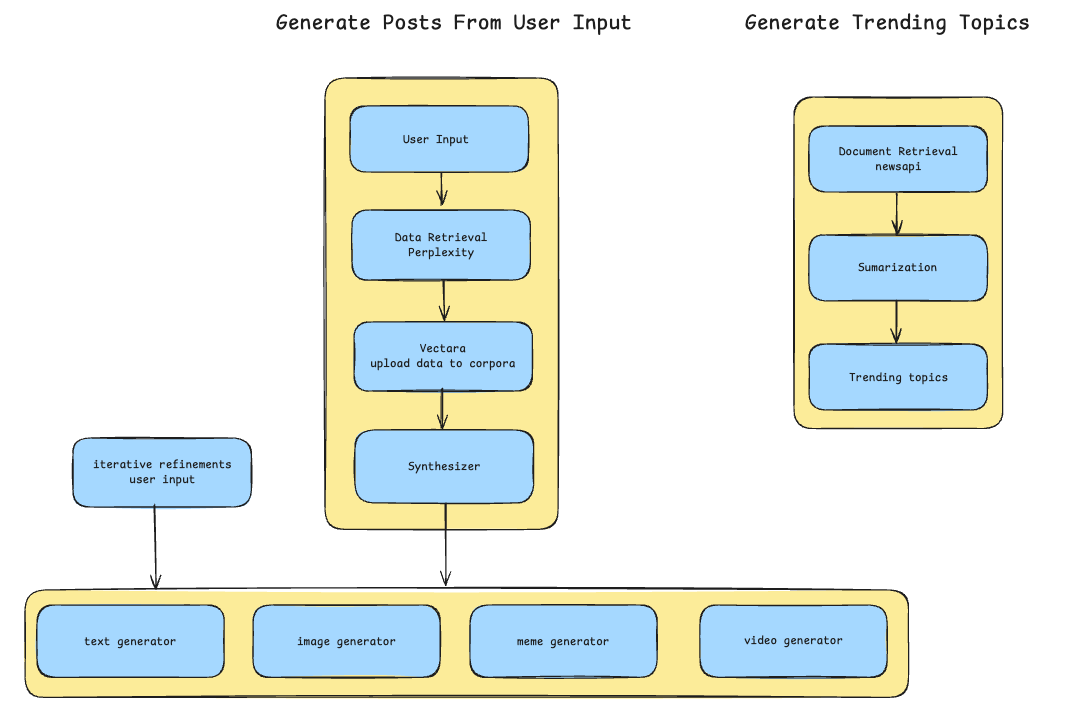 Generate Posts From User Input
Generate Trending Topics
User Input
Data Retrieval
Perplexity
Vectara
upload data to corpora
Synthesizer
Document Retrieval
newsapi
Sumarization
Trending topics
iterative refinements
user input
text generator
image generator
meme generator
video generator